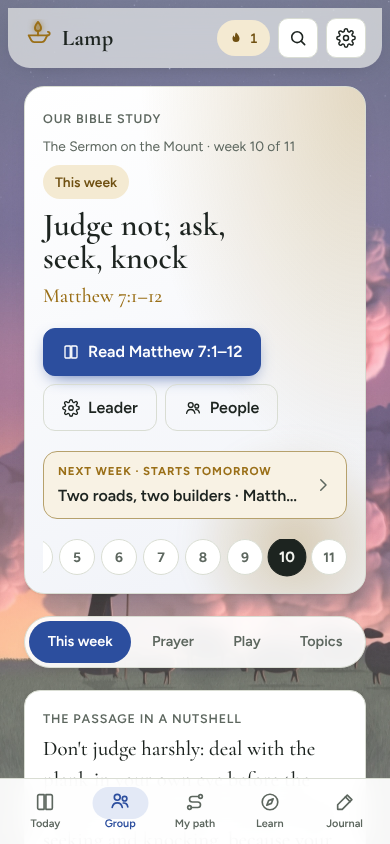 Lamp
1
OUR BIBLE STUDY
The Sermon on the Mount · week 10 of 11
This week
Judge not; ask,
seek, knock
Matthew 7:1–12
Read Matthew 7:1–12
Leader
People
NEXT WEEK · STARTS TOMORROW
Two roads, two builders · Matth...
5 6 7 8 9 10 11
This week Prayer Play Topics
THE PASSAGE IN A NUTSHELL
Don't judge harshly: deal with the
Today Group My path Learn Journal